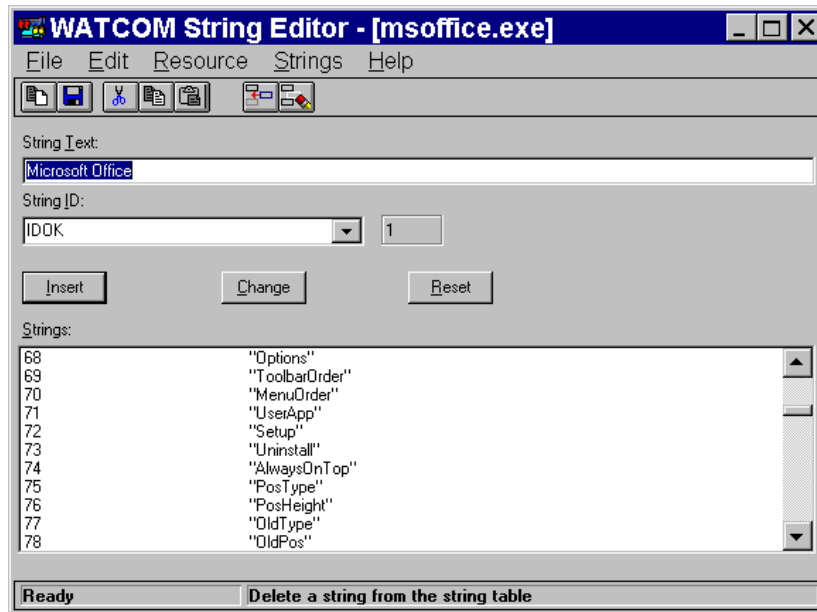 WATCOM String Editor - [msoffice.exe]
File Edit Resource Strings Help
String Text:
Microsoft Office
String ID:
IDOK 1
Insert Change Reset
Strings:
68 "Options"
69 "ToolbarOrder"
70 "MenuOrder"
71 "UserApp"
72 "Setup"
73 "Uninstall"
74 "AlwaysOnTop"
75 "PosType"
76 "PosHeight"
77 "OldType"
78 "OldPos"
Ready Delete a string from the string table